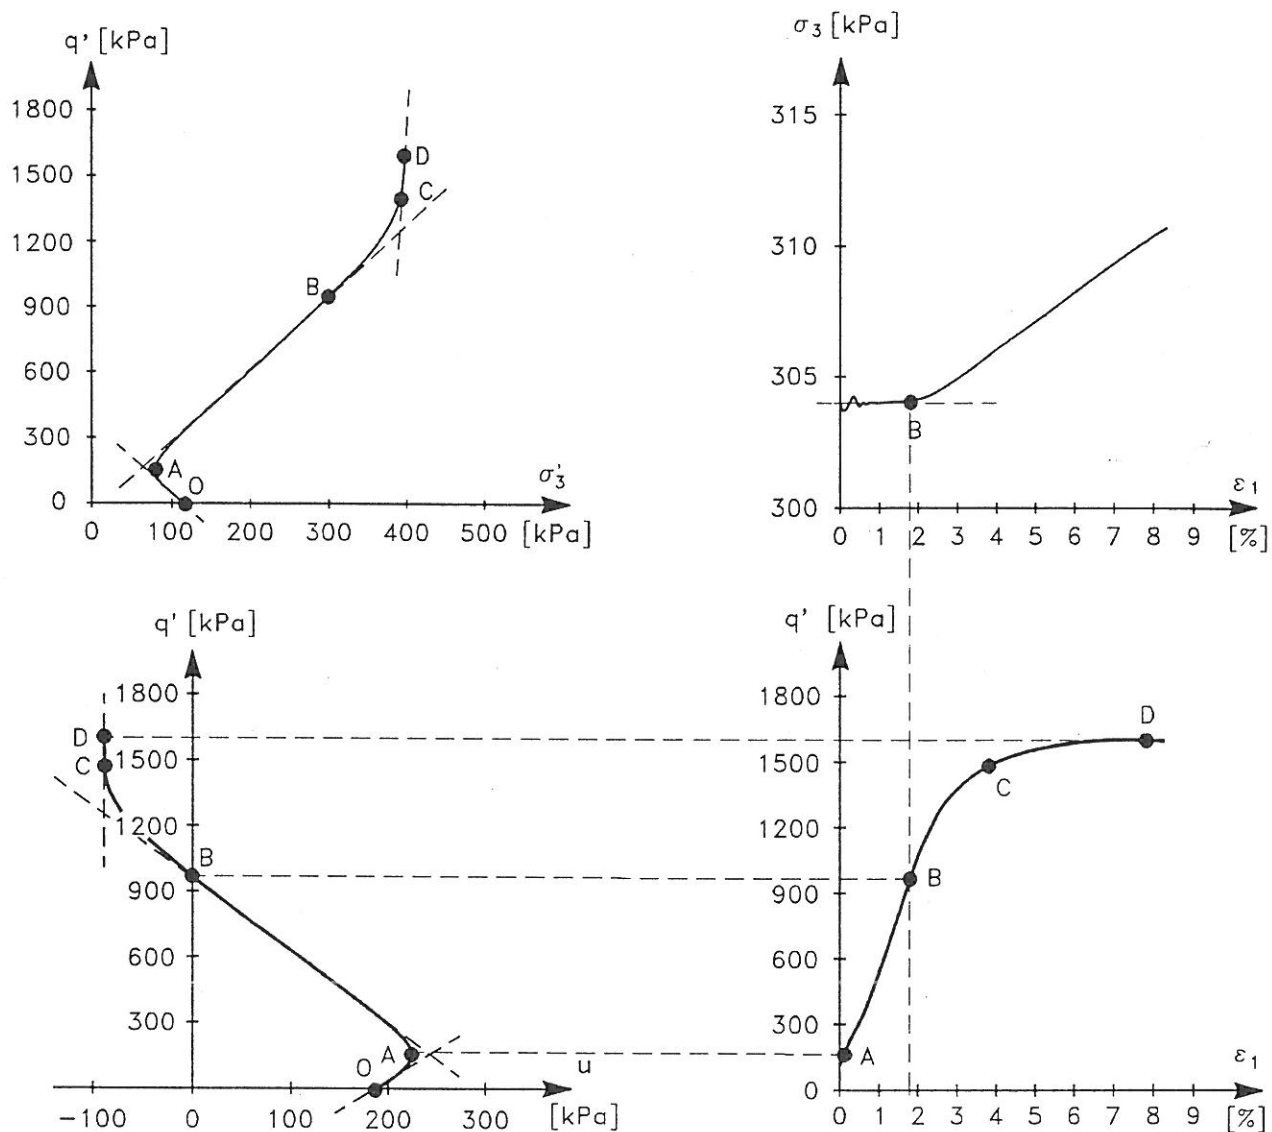 q' [kPa]
1800
1500
1200
900
600
300
0
D
C
B
A
O
σ'₃
0 100 200 300 400 500 [kPa]
σ₃ [kPa]
315
310
305
300
B
ε₁
0 1 2 3 4 5 6 7 8 9 [%]
q' [kPa]
1800
1500
1200
900
600
300
D
C
B
A
O
u
-100 0 100 200 300 [kPa]
q' [kPa]
1800
1500
1200
900
600
300
0
D
C
B
A
ε₁
0 1 2 3 4 5 6 7 8 9 [%]